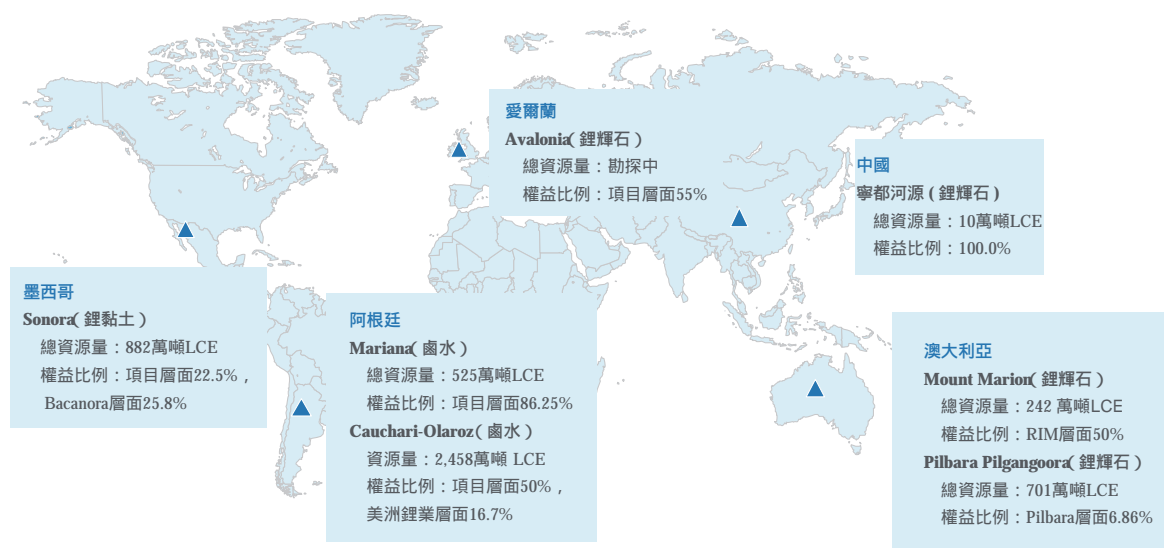 愛爾蘭
Avalonia( 鋰輝石 )
總資源量：勘探中
權益比例：項目層面55%
中國
寧都河源 ( 鋰輝石 )
總資源量：10萬噸LCE
權益比例：100.0%
墨西哥
Sonora( 鋰黏土 )
總資源量：882萬噸LCE
權益比例：項目層面22.5%，
Bacanora層面25.8%
阿根廷
Mariana( 鹵水 )
總資源量：525萬噸LCE
權益比例：項目層面86.25%
Cauchari-Olaroz( 鹵水 )
資源量：2,458萬噸 LCE
權益比例：項目層面50%，
美洲鋰業層面16.7%
澳大利亞
Mount Marion( 鋰輝石 )
總資源量：242 萬噸LCE
權益比例：RIM層面50%
Pilbara Pilgangoora( 鋰輝石 )
總資源量：701萬噸LCE
權益比例：Pilbara層面6.86%